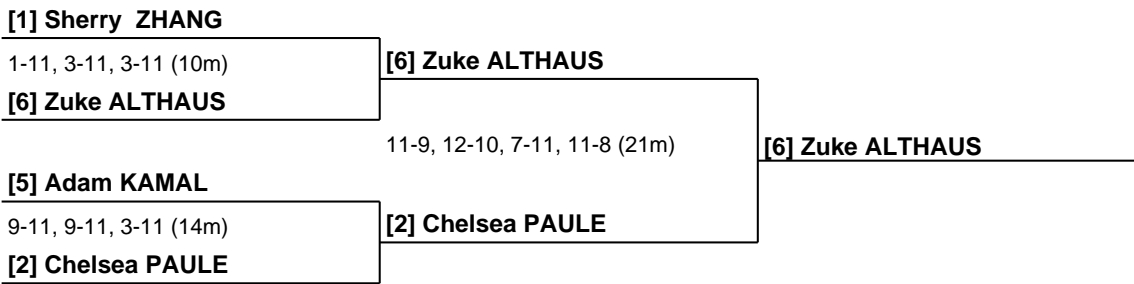 [1] Sherry  ZHANG
1-11, 3-11, 3-11 (10m)
[6] Zuke ALTHAUS
[6] Zuke ALTHAUS
11-9, 12-10, 7-11, 11-8 (21m)
[6] Zuke ALTHAUS
[5] Adam KAMAL
9-11, 9-11, 3-11 (14m)
[2] Chelsea PAULE
[2] Chelsea PAULE